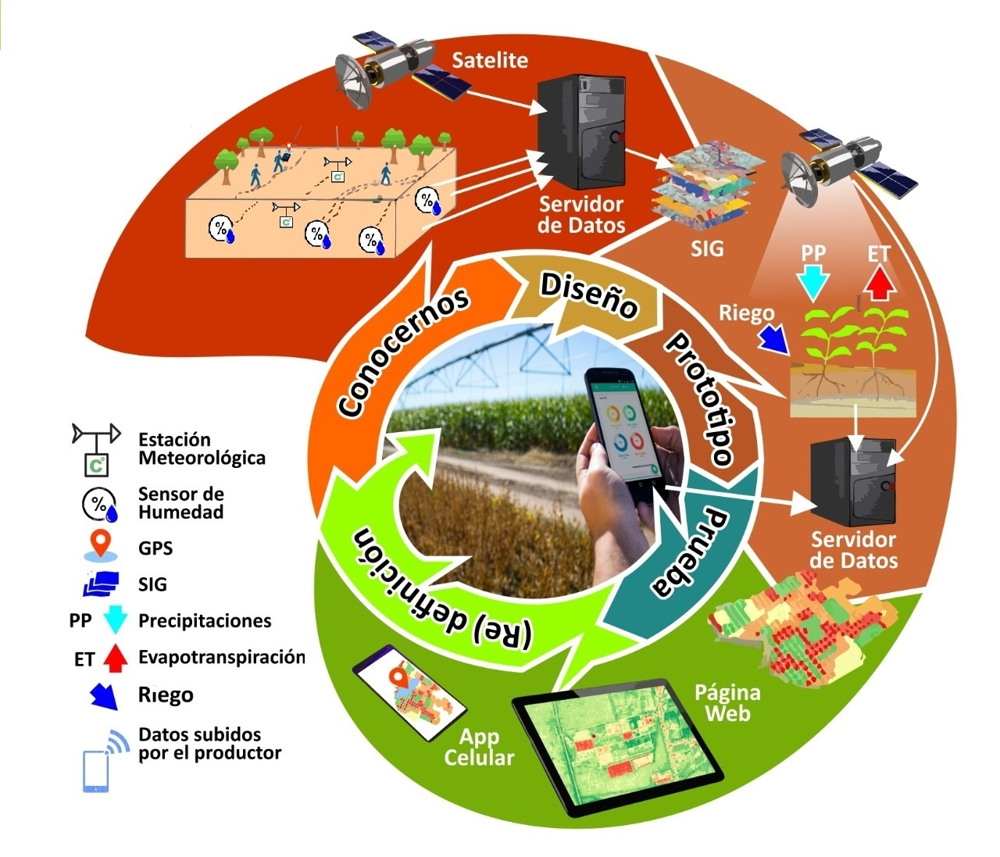 Satelite
Servidor
de Datos
SIG
PP
ET
Riego
Servidor
de Datos
Conocernos
Diseño
Prototipo
Prueba
(Re) definición
Página
Web
App
Celular
Estación
Meteorológica
Sensor de
Humedad
GPS
SIG
PP Precipitaciones
ET Evapotranspiración
Riego
Datos subidos
por el productor
%
%
%
%
%
C°
C°
C°